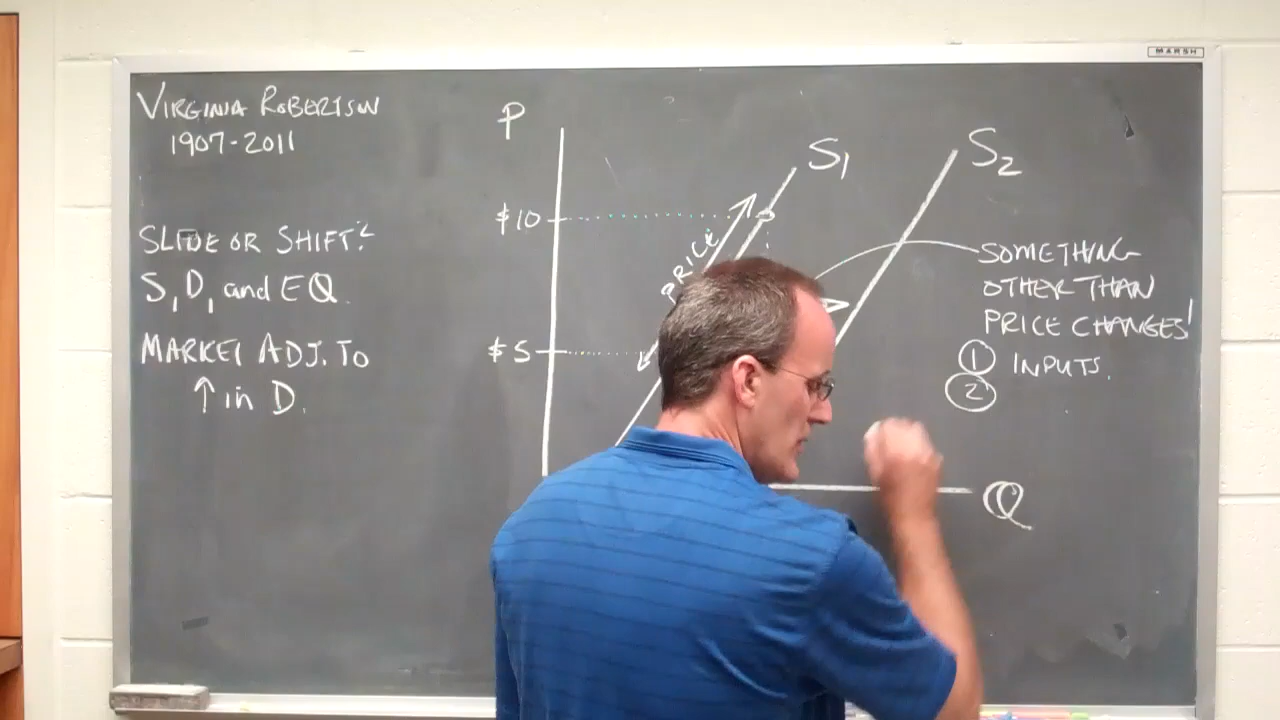 MARSH
VIRGINIA ROBERTSON
1907-2011
SLIDE OR SHIFT?
S, D, and EQ.
MARKET ADJ. TO
↑ in D.
P
$10
$5
PRICE
S1
S2
Q
SOMETHING
OTHER THAN
PRICE CHANGES!
① INPUTS.
②